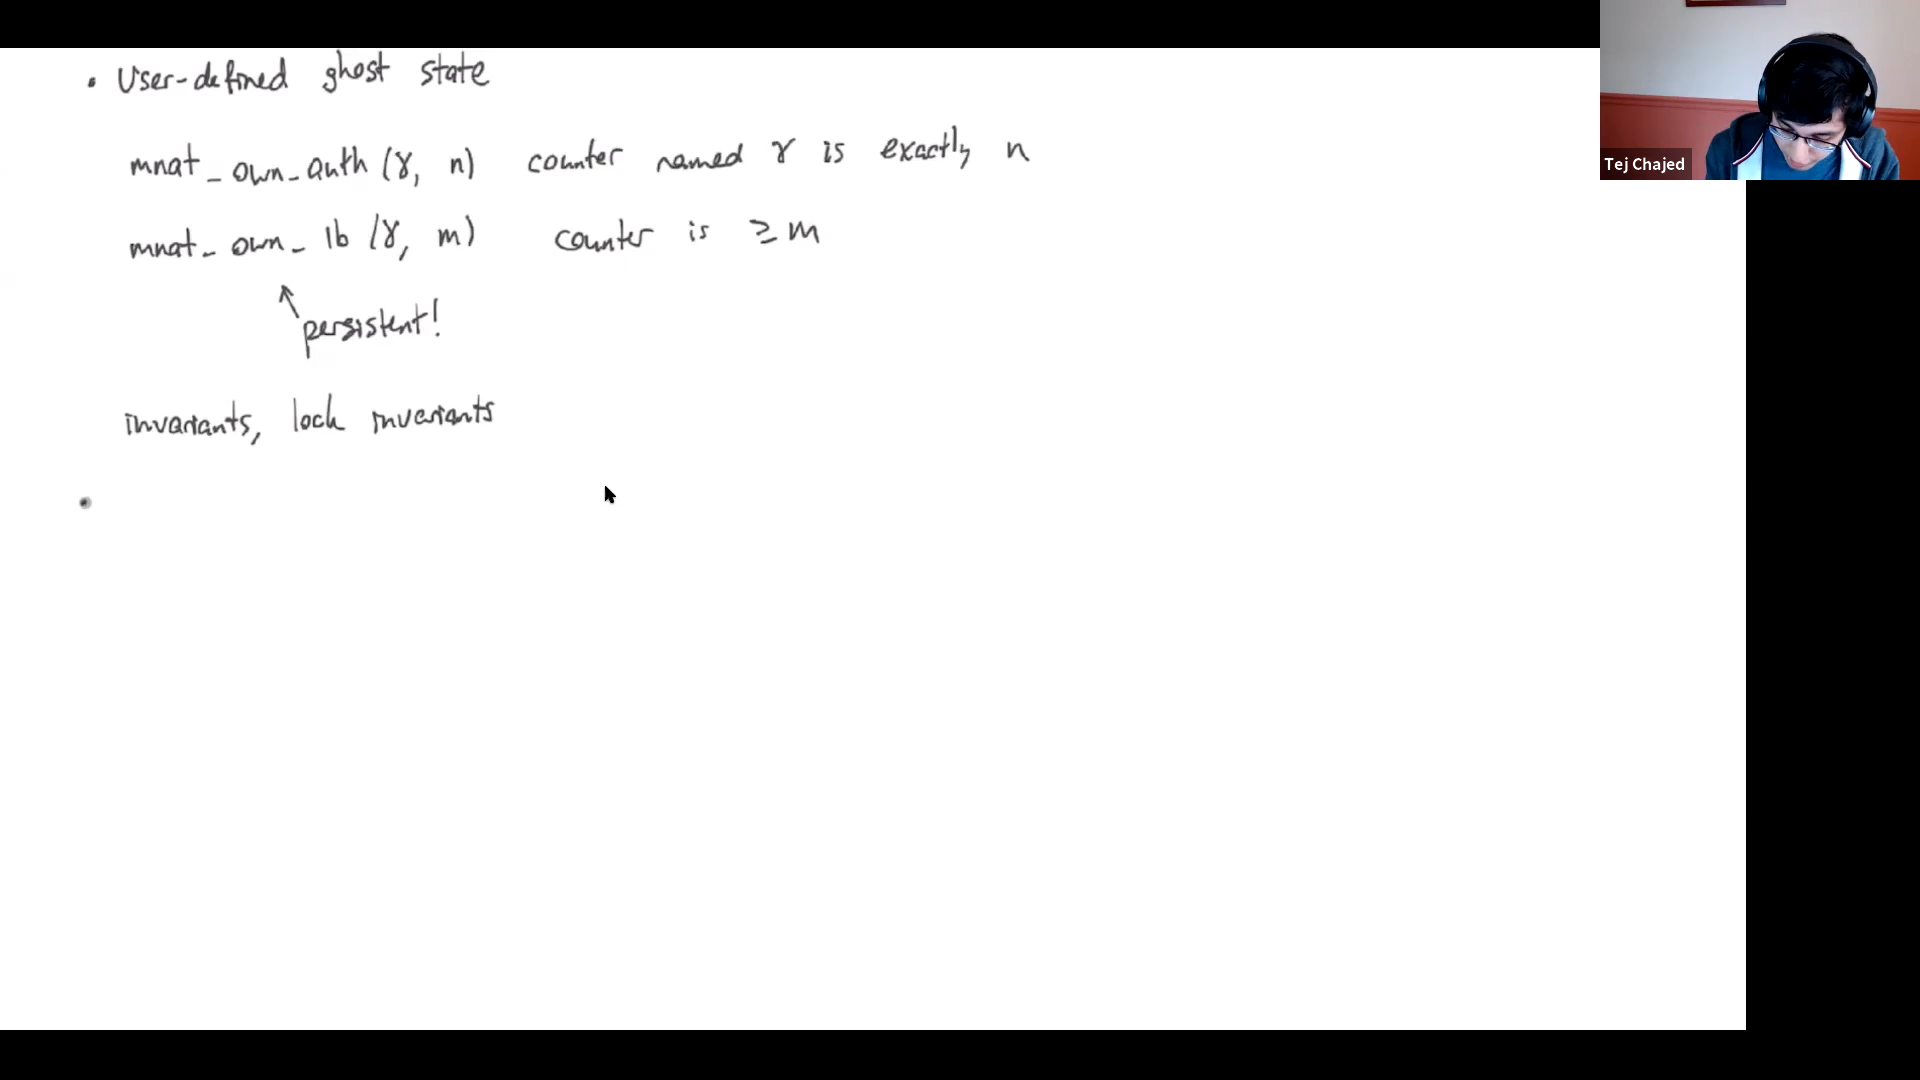 • User-defined ghost state
mnat_own_auth (γ, n) counter named γ is exactly n
mnat_own_lb (γ, m) counter is ≥ m
persistent!
invariants, lock invariants
•
Tej Chajed